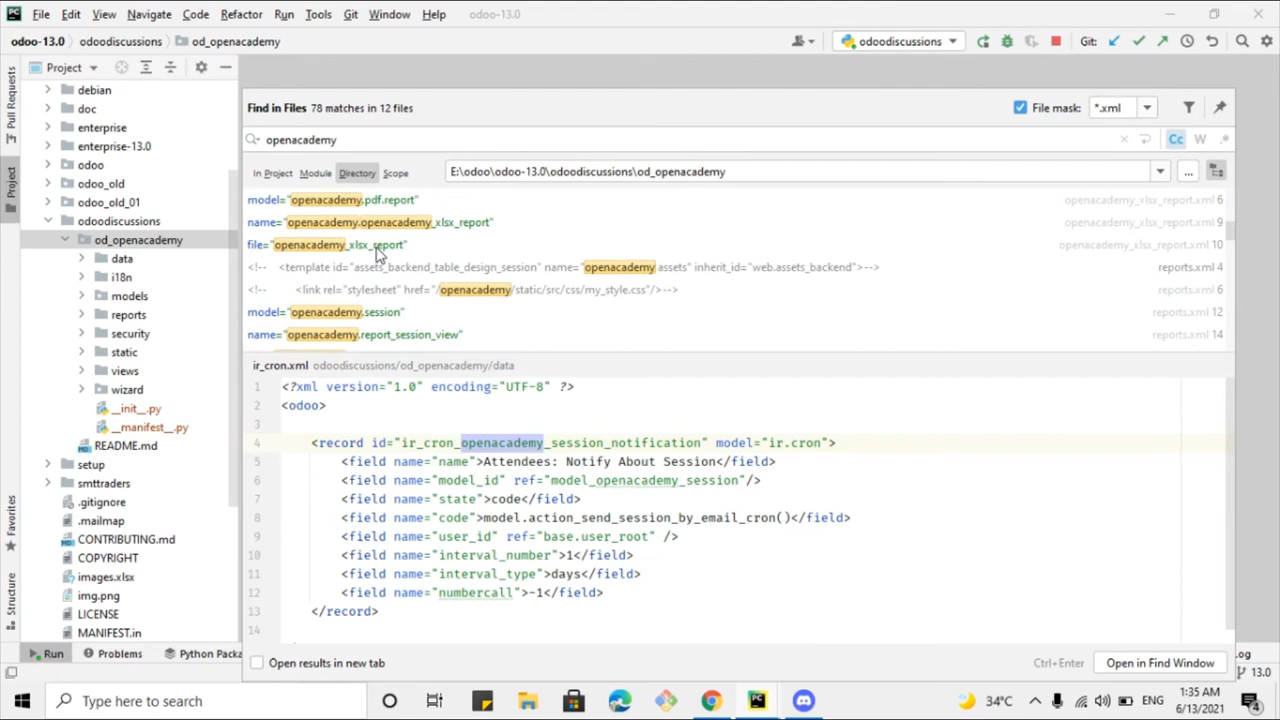 File Edit View Navigate Code Refactor Run Tools Git Window Help odoo-13.0
odoo-13.0 odoodiscussions od_openacademy odoodiscussions Git:
Project
Pull Requests
Project
Favorites
Structure
debian
doc
enterprise
enterprise-13.0
odoo
odoo_old
odoo_old_01
odoodiscussions
od_openacademy
data
i18n
models
reports
security
static
views
wizard
__init__.py
__manifest__.py
README.md
setup
smttraders
.gitignore
.mailmap
CONTRIBUTING.md
COPYRIGHT
images.xlsx
img.png
LICENSE
MANIFEST.in
Find in Files 78 matches in 12 files File mask: *.xml
openacademy Cc W .*
In Project Module Directory Scope E:\odoo\odoo-13.0\odoodiscussions\od_openacademy ...
model="openacademy.pdf.report" openacademy_xlsx_report.xml 6
name="openacademy.openacademy_xlsx_report" openacademy_xlsx_report.xml 9
file="openacademy_xlsx_report" openacademy_xlsx_report.xml 10
<!-- <template id="assets_backend_table_design_session" name="openacademy assets" inherit_id="web.assets_backend">--> reports.xml 4
<!-- <link rel="stylesheet" href="/openacademy/static/src/css/my_style.css"/>--> reports.xml 6
model="openacademy.session" reports.xml 12
name="openacademy.report_session_view" reports.xml 14
ir_cron.xml odoodiscussions/od_openacademy/data
1 <?xml version="1.0" encoding="UTF-8" ?>
2 <odoo>
3
4 <record id="ir_cron_openacademy_session_notification" model="ir.cron">
5 <field name="name">Attendees: Notify About Session</field>
6 <field name="model_id" ref="model_openacademy_session"/>
7 <field name="state">code</field>
8 <field name="code">model.action_send_session_by_email_cron()</field>
9 <field name="user_id" ref="base.user_root" />
10 <field name="interval_number">1</field>
11 <field name="interval_type">days</field>
12 <field name="numbercall">-1</field>
13 </record>
14
Open results in new tab Ctrl+Enter Open in Find Window
Run Problems Python Packa og
13.0
Type here to search 34°C ENG 1:35 AM
6/13/2021 4